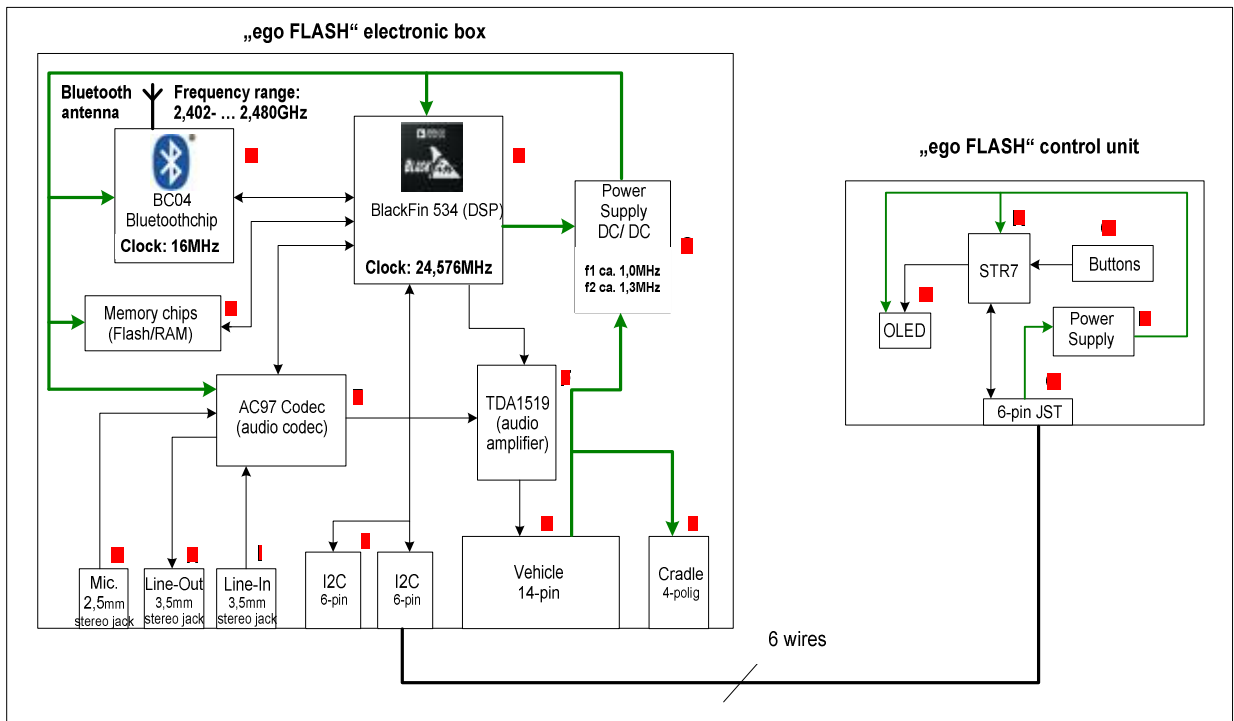 „ego FLASH“ electronic box
Bluetooth
antenna
Frequency range:
2,402- … 2,480GHz
BC04
Bluetoothchip
Clock: 16MHz
BlackFin 534 (DSP)
Clock: 24,576MHz
Power
Supply
DC/ DC
f1 ca. 1,0MHz
f2 ca. 1,3MHz
Memory chips
(Flash/RAM)
AC97 Codec
(audio codec)
TDA1519
(audio
amplifier)
Mic.
2,5mm
stereo jack
Line-Out
3,5mm
stereo jack
Line-In
3,5mm
stereo jack
I2C
6-pin
I2C
6-pin
Vehicle
14-pin
Cradle
4-polig
„ego FLASH“ control unit
STR7
Buttons
OLED
Power
Supply
6-pin JST
6 wires